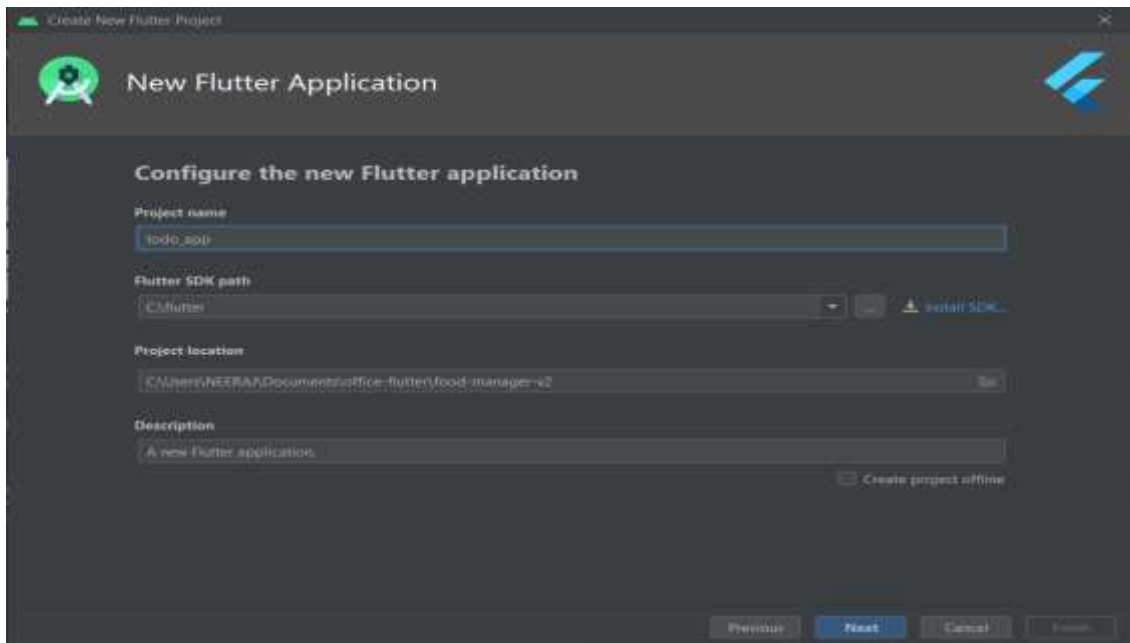 Create New Flutter Project
New Flutter Application
Configure the new Flutter application
Project name
todo_app
Flutter SDK path
C:\flutter
... Install SDK...
Project location
C:\Users\NEERAJ\Documents\office-flutter\food-manager-v2
Description
A new Flutter application.
Create project offline
Previous Next Cancel Finish